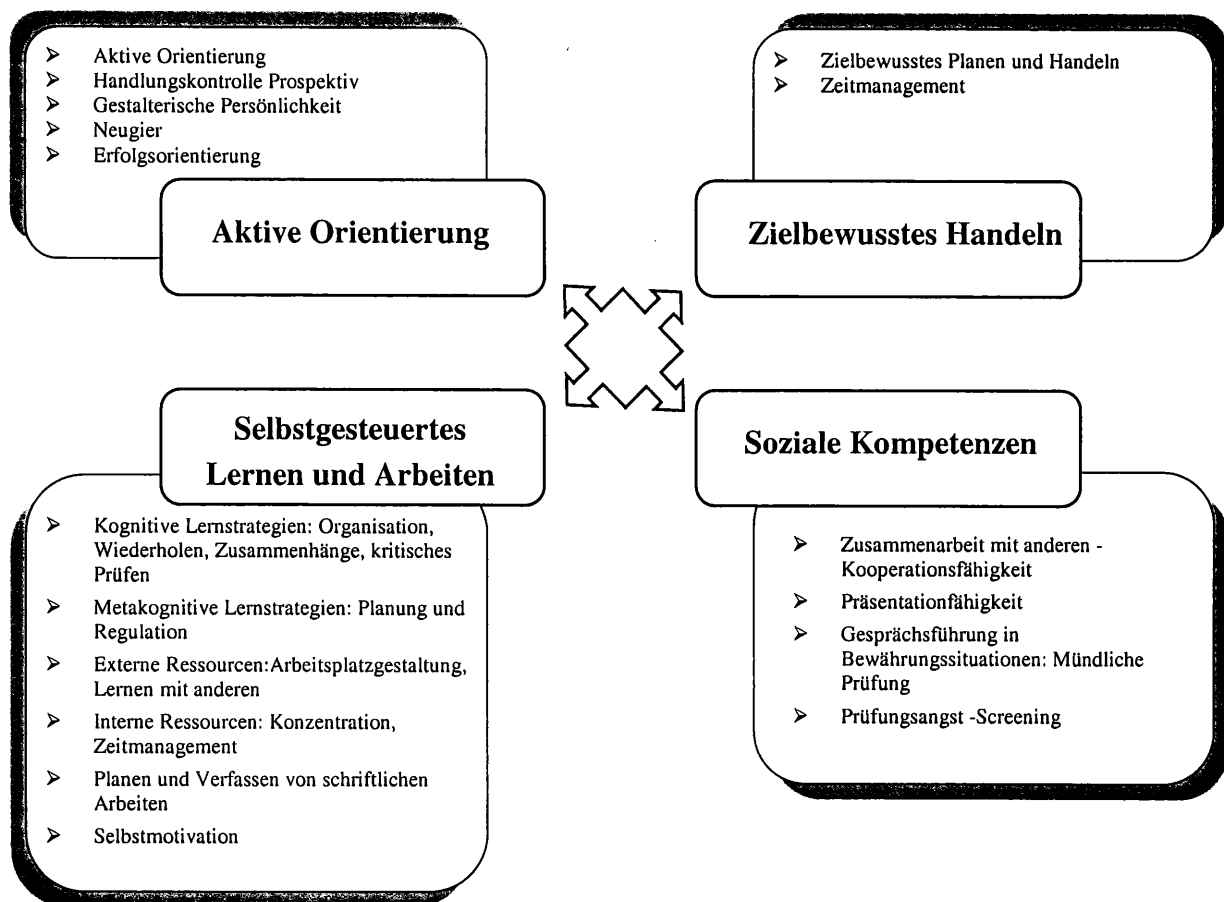 ➢ Aktive Orientierung
➢ Handlungskontrolle Prospektiv
➢ Gestalterische Persönlichkeit
➢ Neugier
➢ Erfolgsorientierung
Aktive Orientierung
➢ Zielbewusstes Planen und Handeln
➢ Zeitmanagement
Zielbewusstes Handeln
Selbstgesteuertes
Lernen und Arbeiten
➢ Kognitive Lernstrategien: Organisation,
Wiederholen, Zusammenhänge, kritisches
Prüfen
➢ Metakognitive Lernstrategien: Planung und
Regulation
➢ Externe Ressourcen:Arbeitsplatzgestaltung,
Lernen mit anderen
➢ Interne Ressourcen: Konzentration,
Zeitmanagement
➢ Planen und Verfassen von schriftlichen
Arbeiten
➢ Selbstmotivation
Soziale Kompetenzen
➢ Zusammenarbeit mit anderen -
Kooperationsfähigkeit
➢ Präsentationfähigkeit
➢ Gesprächsführung in
Bewährungssituationen: Mündliche
Prüfung
➢ Prüfungsangst -Screening